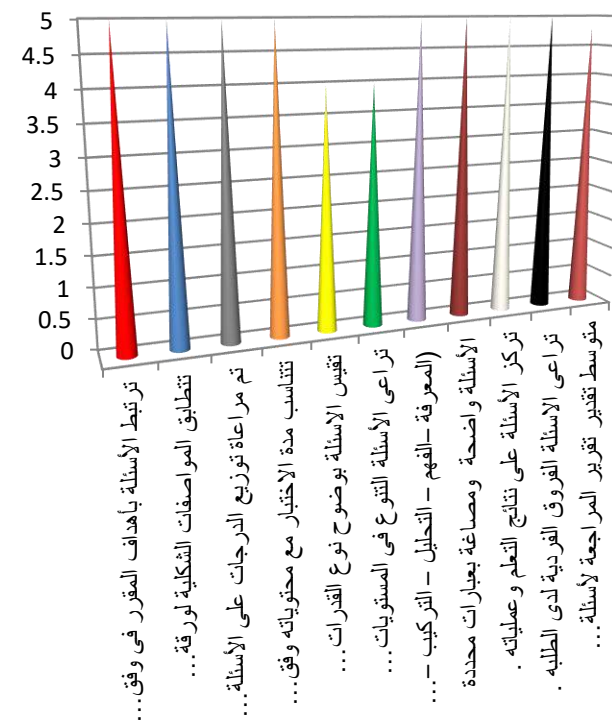 5
4.5
4
3.5
3
2.5
2
1.5
1
0.5
0
ترتبط الأسئلة بأهداف المقرر فى وفق...
تتطابق المواصفات الشكلية لورقة...
تم مراعاة توزيع الدرجات على الأسئلة...
تتناسب مدة الاختبار مع محتوياته وفق...
تقيس الاسئلة بوضوح نوع القدرات...
تراعى الأسئلة التنوع فى المستويات...
(المعرفة –الفهم – التحليل – التركيب –...
الأسئلة واضحة ومصاغة بعبارات محددة
تركز الأسئلة على نتائج التعلم وعملياته .
تراعى الاسئلة الفروق الفردية لدى الطلبه .
متوسط تقدير تقرير المراجعة لأسئلة...